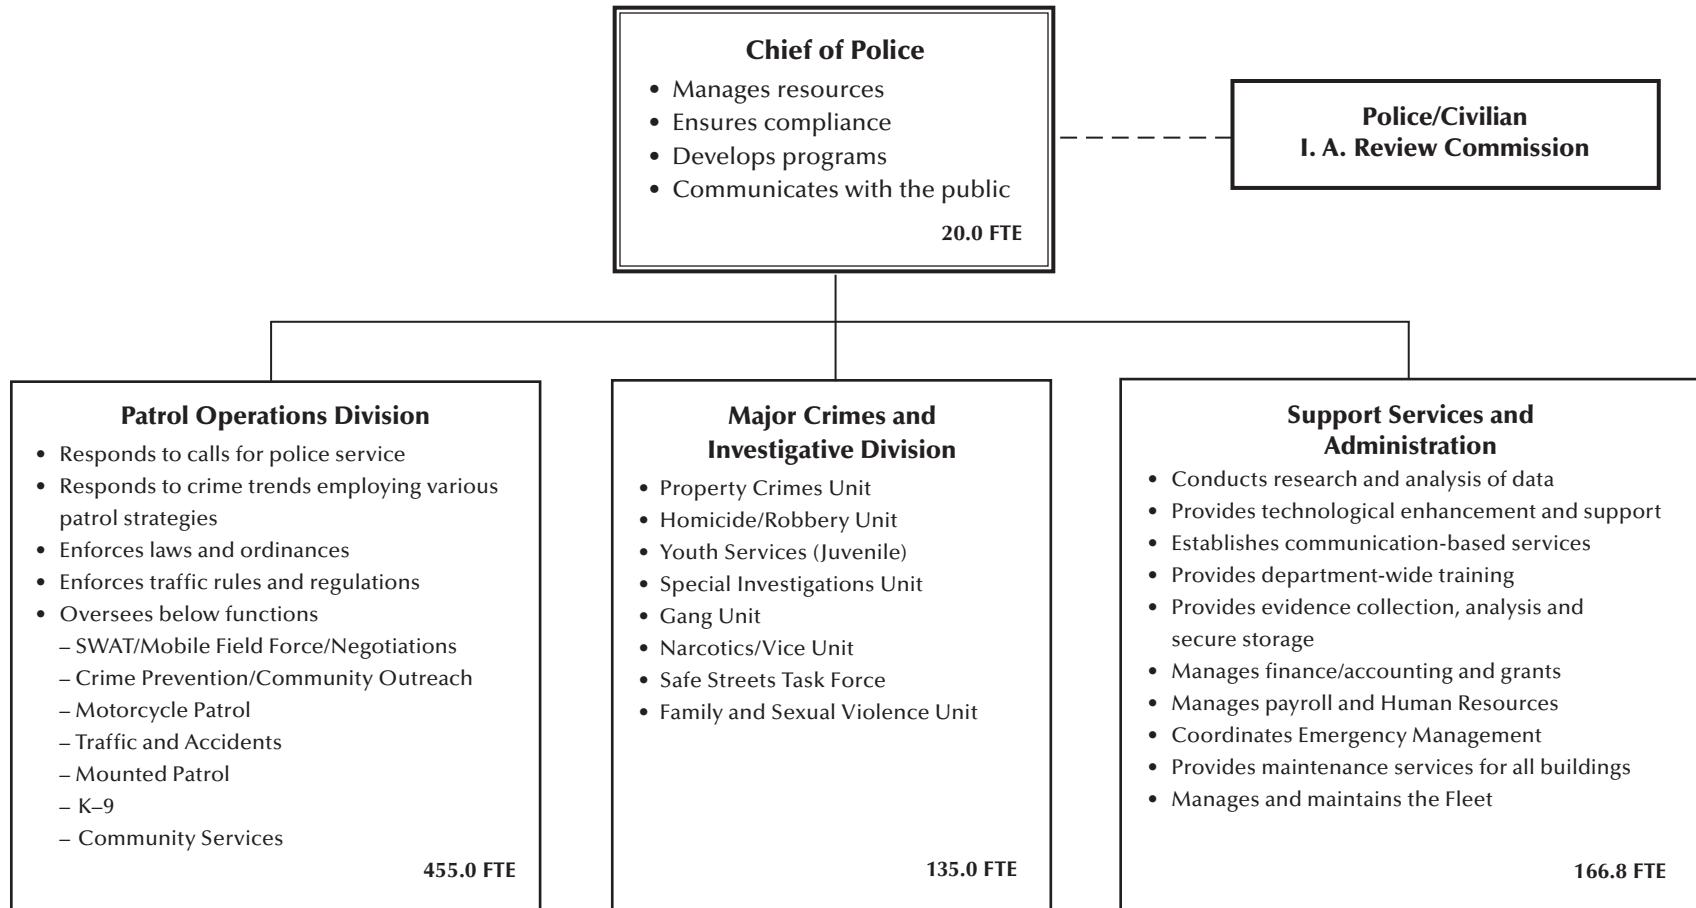 Chief of Police
• Manages resources
• Ensures compliance
• Develops programs
• Communicates with the public
20.0 FTE
Police/Civilian
I. A. Review Commission
Patrol Operations Division
• Responds to calls for police service
• Responds to crime trends employing various
patrol strategies
• Enforces laws and ordinances
• Enforces traffic rules and regulations
• Oversees below functions
– SWAT/Mobile Field Force/Negotiations
– Crime Prevention/Community Outreach
– Motorcycle Patrol
– Traffic and Accidents
– Mounted Patrol
– K–9
– Community Services
455.0 FTE
Major Crimes and
Investigative Division
• Property Crimes Unit
• Homicide/Robbery Unit
• Youth Services (Juvenile)
• Special Investigations Unit
• Gang Unit
• Narcotics/Vice Unit
• Safe Streets Task Force
• Family and Sexual Violence Unit
135.0 FTE
Support Services and
Administration
• Conducts research and analysis of data
• Provides technological enhancement and support
• Establishes communication-based services
• Provides department-wide training
• Provides evidence collection, analysis and
secure storage
• Manages finance/accounting and grants
• Manages payroll and Human Resources
• Coordinates Emergency Management
• Provides maintenance services for all buildings
• Manages and maintains the Fleet
166.8 FTE